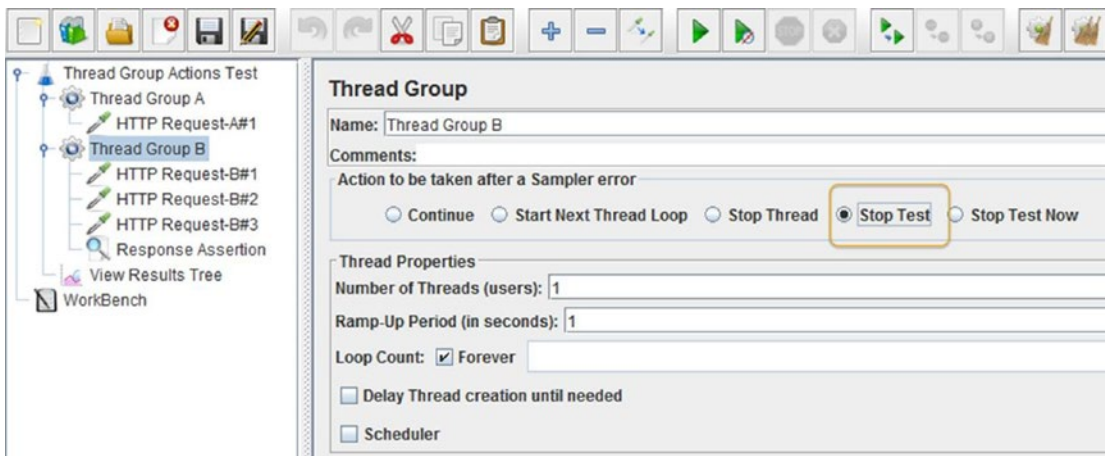 Thread Group Actions Test
Thread Group A
HTTP Request-A#1
Thread Group B
HTTP Request-B#1
HTTP Request-B#2
HTTP Request-B#3
Response Assertion
View Results Tree
WorkBench
Thread Group
Name: Thread Group B
Comments:
Action to be taken after a Sampler error
Continue Start Next Thread Loop Stop Thread Stop Test Stop Test Now
Thread Properties
Number of Threads (users): 1
Ramp-Up Period (in seconds): 1
Loop Count: Forever
Delay Thread creation until needed
Scheduler